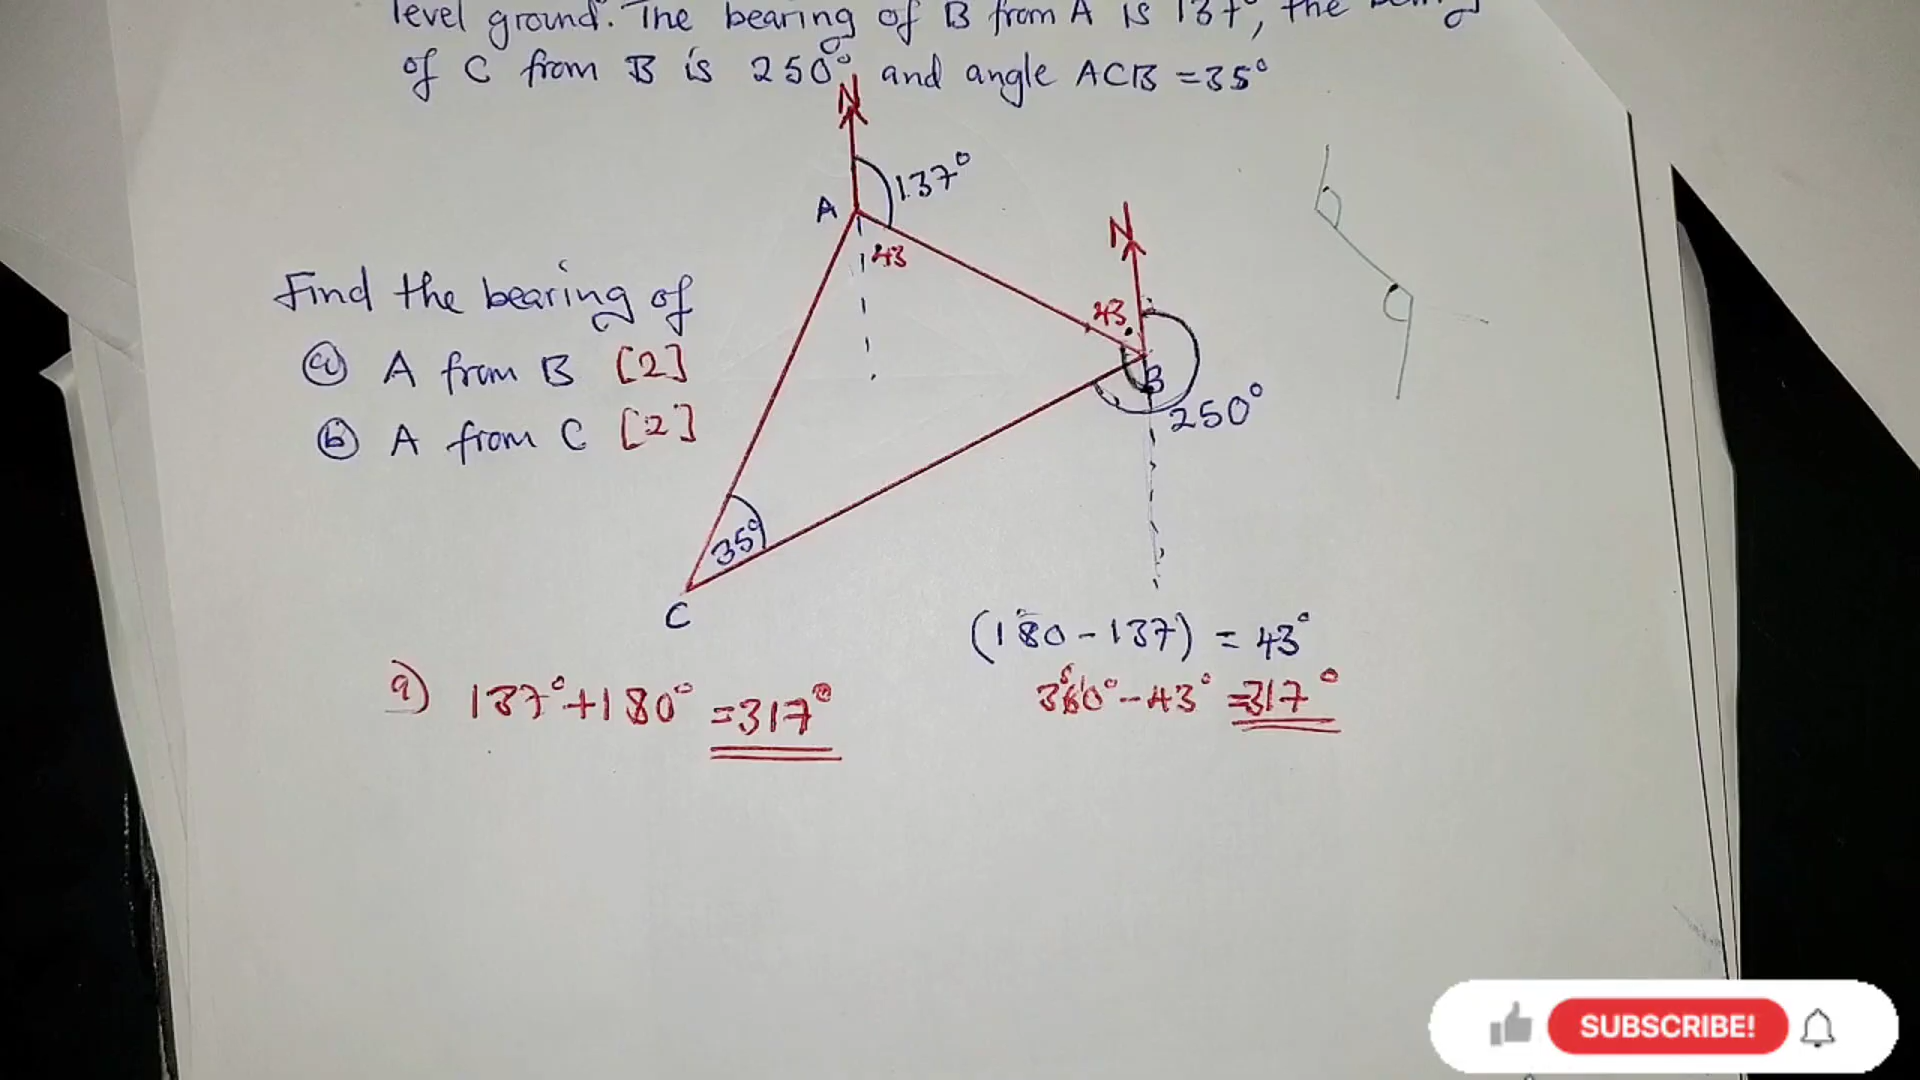 level ground. The bearing of B from A is 137°, the
of C from B is 250° and angle ACB = 35°
N
137°
A
N
43
Find the bearing of
43
(a) A from B [2]
B
250°
(b) A from C [2]
35°
C
(180 - 137) = 43°
a) 137° + 180° = 317°
360° - 43° = 317°
SUBSCRIBE!